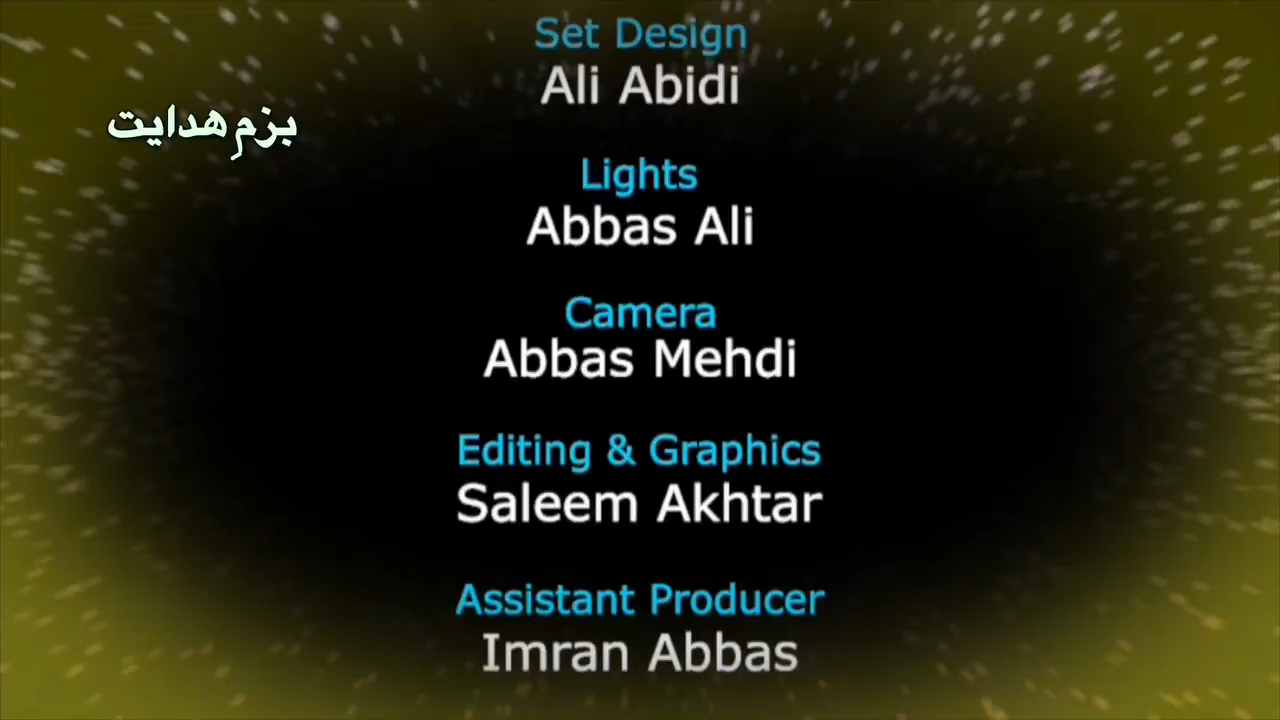 Set Design
Ali Abidi
بزمِ هدایت
Lights
Abbas Ali
Camera
Abbas Mehdi
Editing & Graphics
Saleem Akhtar
Assistant Producer
Imran Abbas